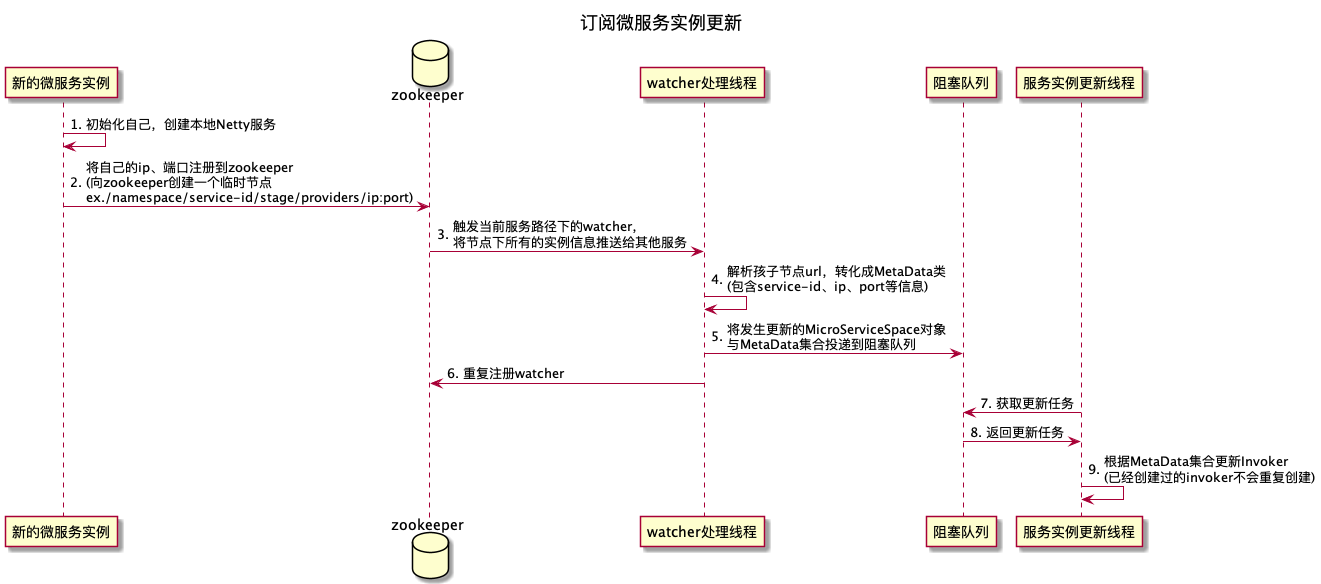 订阅微服务实例更新
新的微服务实例
zookeeper
watcher处理线程
阻塞队列
服务实例更新线程
1. 初始化自己，创建本地Netty服务
将自己的ip、端口注册到zookeeper
2. (向zookeeper创建一个临时节点
ex./namespace/service-id/stage/providers/ip:port)
触发当前服务路径下的watcher，
3. 将节点下所有的实例信息推送给其他服务
解析孩子节点url，转化成MetaData类
4. (包含service-id、ip、port等信息)
将发生更新的MicroServiceSpace对象
5. 与MetaData集合投递到阻塞队列
6. 重复注册watcher
7. 获取更新任务
8. 返回更新任务
根据MetaData集合更新Invoker
9. (已经创建过的invoker不会重复创建)
新的微服务实例
zookeeper
watcher处理线程
阻塞队列
服务实例更新线程